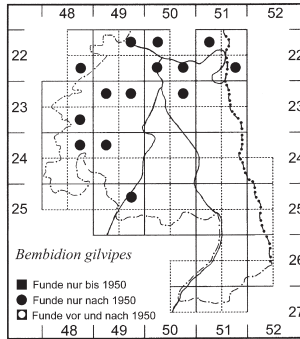 48 50 52
49 51
22
21
23
22
24
23
25
24
25
26
27
Bembidion gilvipes
Funde nur bis 1950
Funde nur nach 1950
Funde vor und nach 1950
48 49 50 51 52